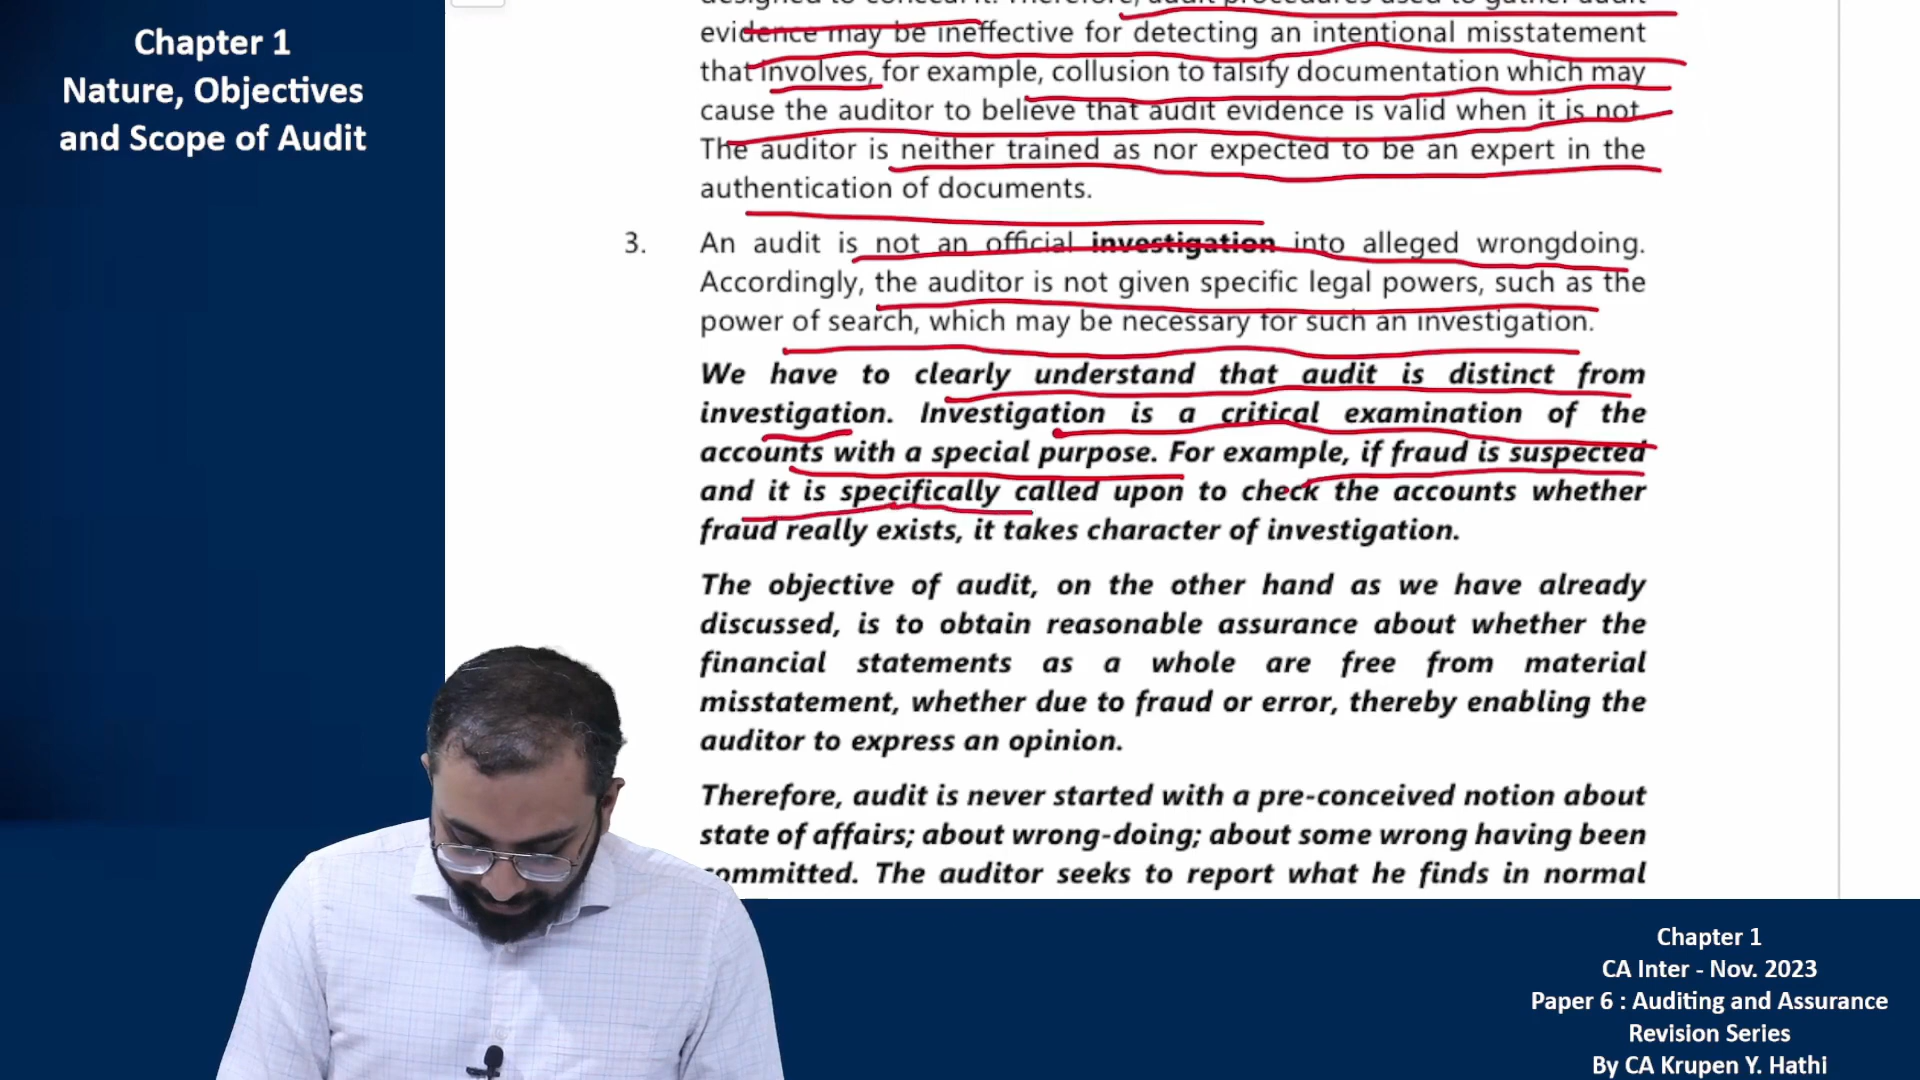 Chapter 1
Nature, Objectives
and Scope of Audit
designed to conceal it. Therefore, audit procedures used to gather audit
evidence may be ineffective for detecting an intentional misstatement
that involves, for example, collusion to falsify documentation which may
cause the auditor to believe that audit evidence is valid when it is not.
The auditor is neither trained as nor expected to be an expert in the
authentication of documents.
3. An audit is not an official investigation into alleged wrongdoing.
Accordingly, the auditor is not given specific legal powers, such as the
power of search, which may be necessary for such an investigation.
We have to clearly understand that audit is distinct from
investigation. Investigation is a critical examination of the
accounts with a special purpose. For example, if fraud is suspected
and it is specifically called upon to check the accounts whether
fraud really exists, it takes character of investigation.
The objective of audit, on the other hand as we have already
discussed, is to obtain reasonable assurance about whether the
financial statements as a whole are free from material
misstatement, whether due to fraud or error, thereby enabling the
auditor to express an opinion.
Therefore, audit is never started with a pre-conceived notion about
state of affairs; about wrong-doing; about some wrong having been
committed. The auditor seeks to report what he finds in normal
Chapter 1
CA Inter - Nov. 2023
Paper 6 : Auditing and Assurance
Revision Series
By CA Krupen Y. Hathi